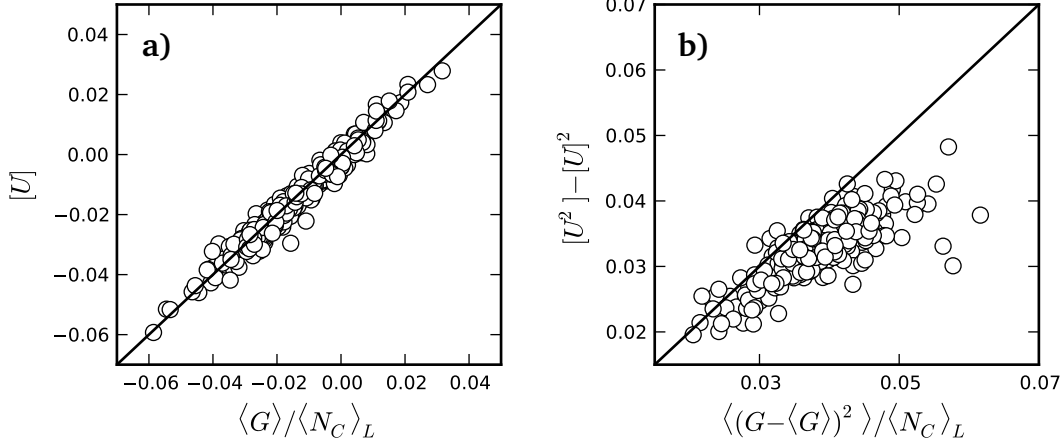 a)
0.04
0.02
0.00
−0.02
−0.04
−0.06
[U]
−0.06 −0.04 −0.02 0.00 0.02 0.04
⟨G⟩/⟨N_C⟩_L
b)
0.07
0.06
0.05
0.04
0.03
0.02
[U²]−[U]²
0.03 0.05 0.07
⟨(G−⟨G⟩)²⟩/⟨N_C⟩_L